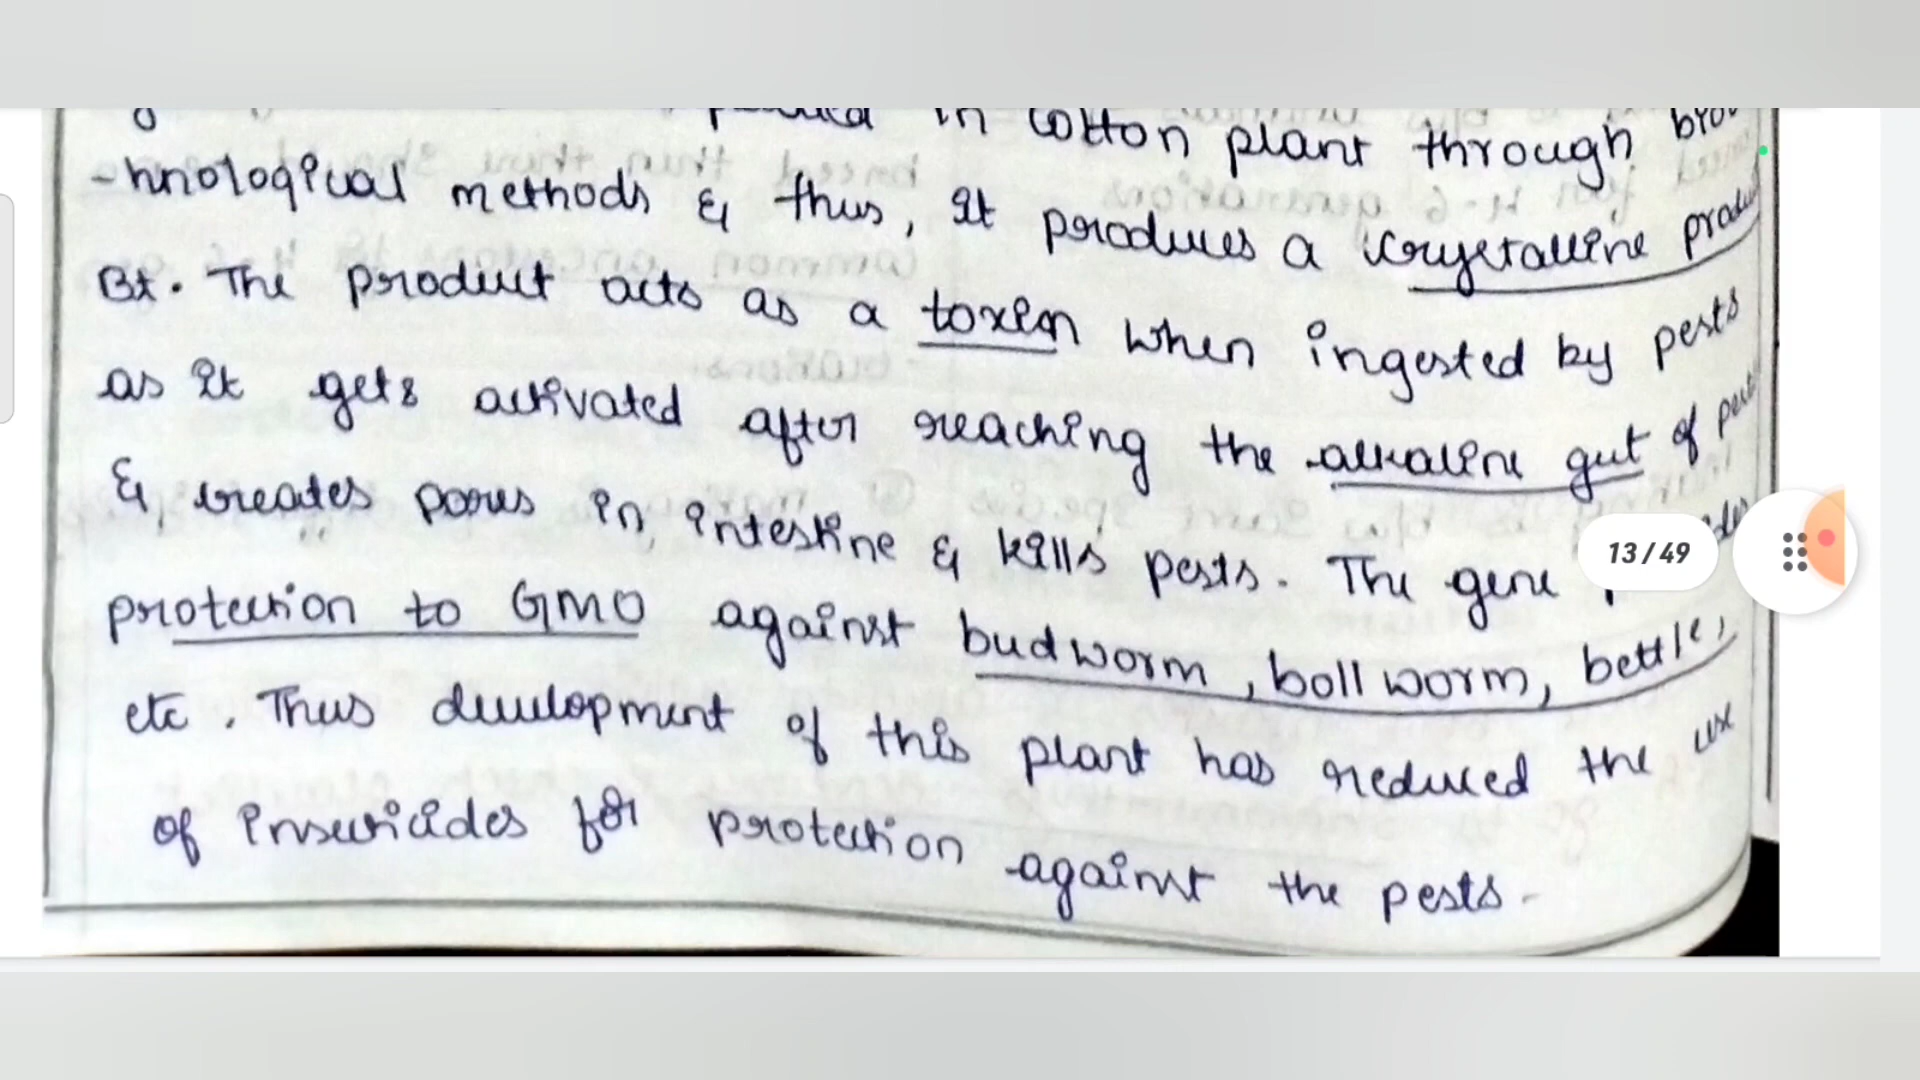 in cotton plant through
-hnological methods & thus, it produces a crystalline
Bt. The product acts as a toxin when ingested by pests
as it gets activated after reaching the alkaline gut of
& creates pores in intestine & kills pests. The gene
protection to GMO against budworm, boll worm, bettle,
etc. Thus development of this plant has reduced the use
of insecticides for protection against the pests.
13/49